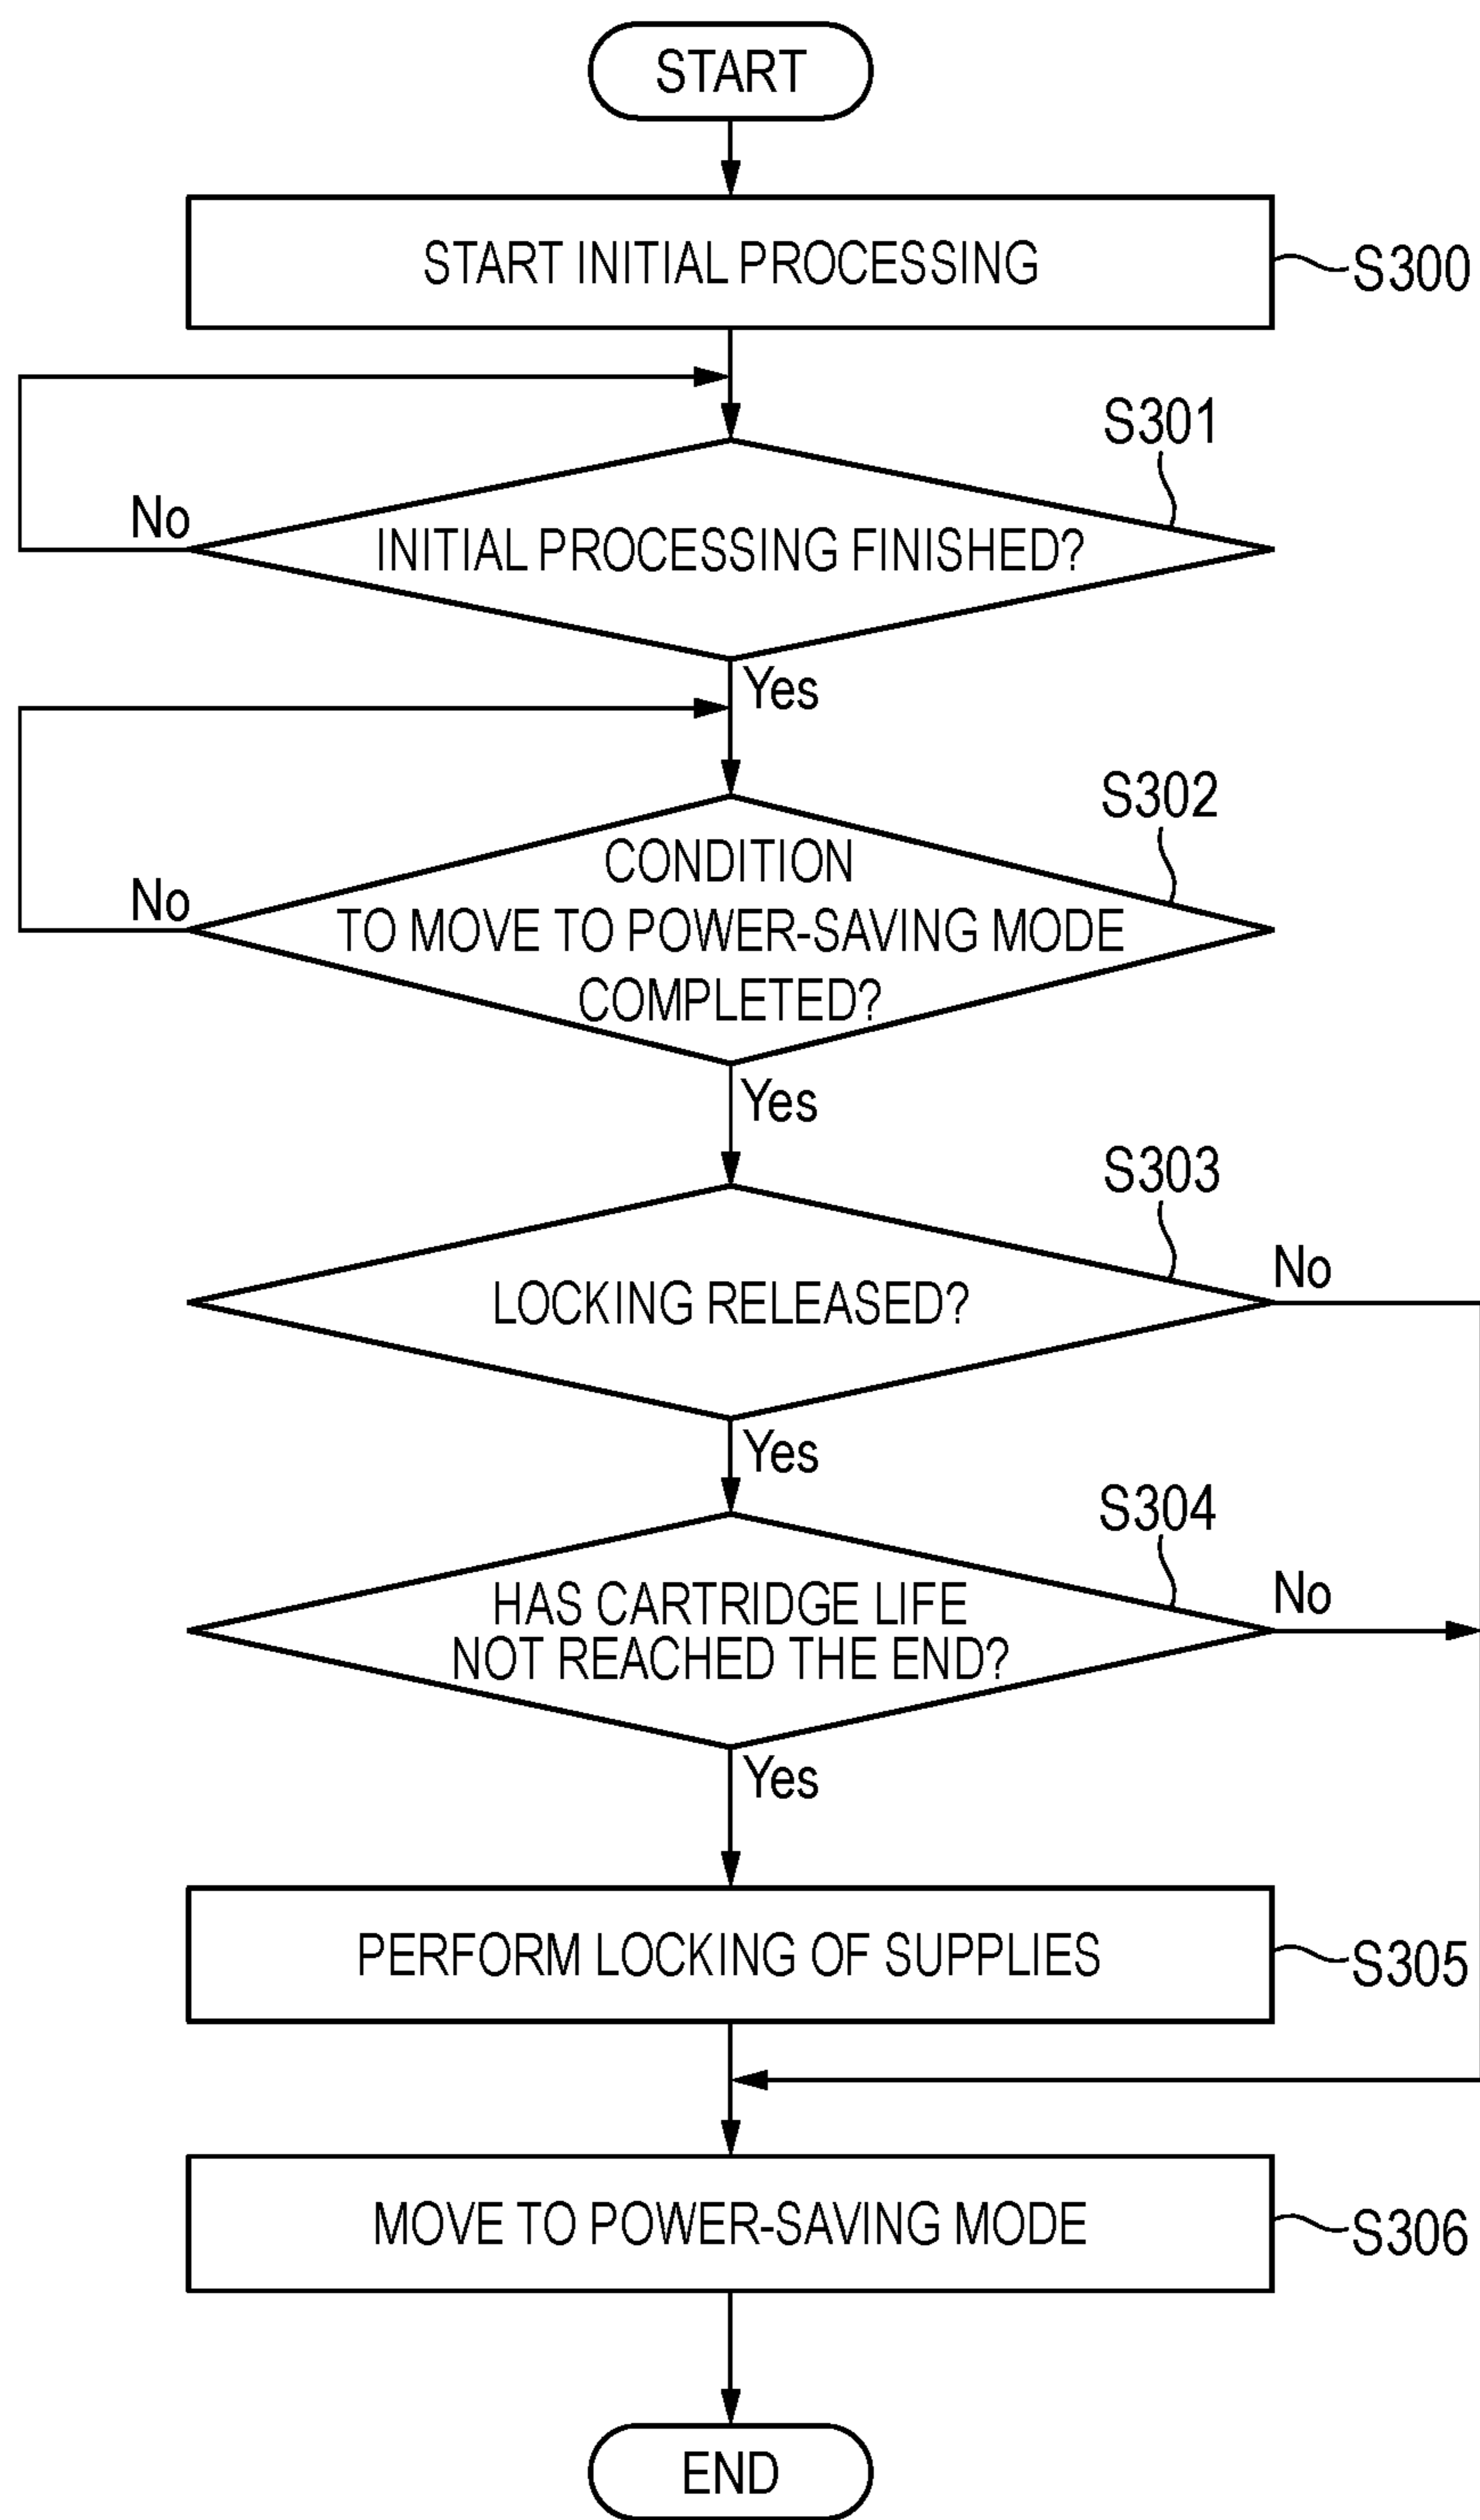 START
START INITIAL PROCESSING
S300
S301
No
INITIAL PROCESSING FINISHED?
Yes
S302
CONDITION
No
TO MOVE TO POWER-SAVING MODE
COMPLETED?
Yes
S303
No
LOCKING RELEASED?
Yes
S304
No
HAS CARTRIDGE LIFE
NOT REACHED THE END?
Yes
PERFORM LOCKING OF SUPPLIES
S305
MOVE TO POWER-SAVING MODE
S306
END